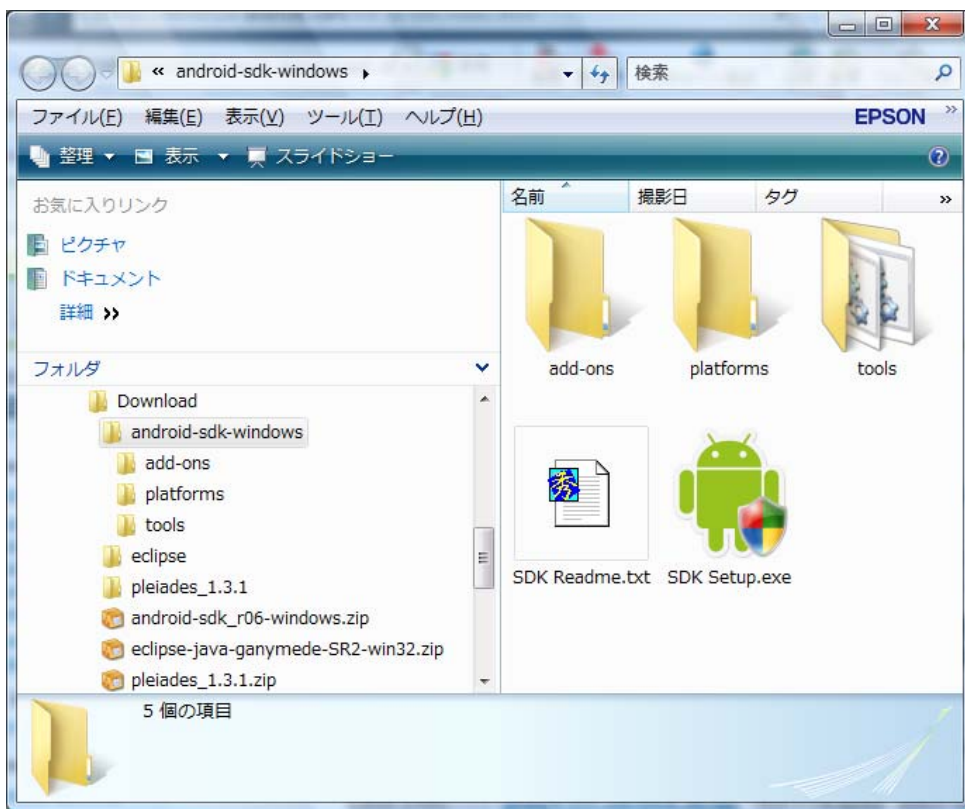 « android-sdk-windows
検索
ファイル(F) 編集(E) 表示(V) ツール(T) ヘルプ(H)
EPSON »
整理 表示 スライドショー
お気に入りリンク
ピクチャ
ドキュメント
詳細 »
フォルダ
Download
android-sdk-windows
add-ons
platforms
tools
eclipse
pleiades_1.3.1
android-sdk_r06-windows.zip
eclipse-java-ganymede-SR2-win32.zip
pleiades_1.3.1.zip
名前 撮影日 タグ »
add-ons platforms tools
秀
SDK Readme.txt SDK Setup.exe
5 個の項目